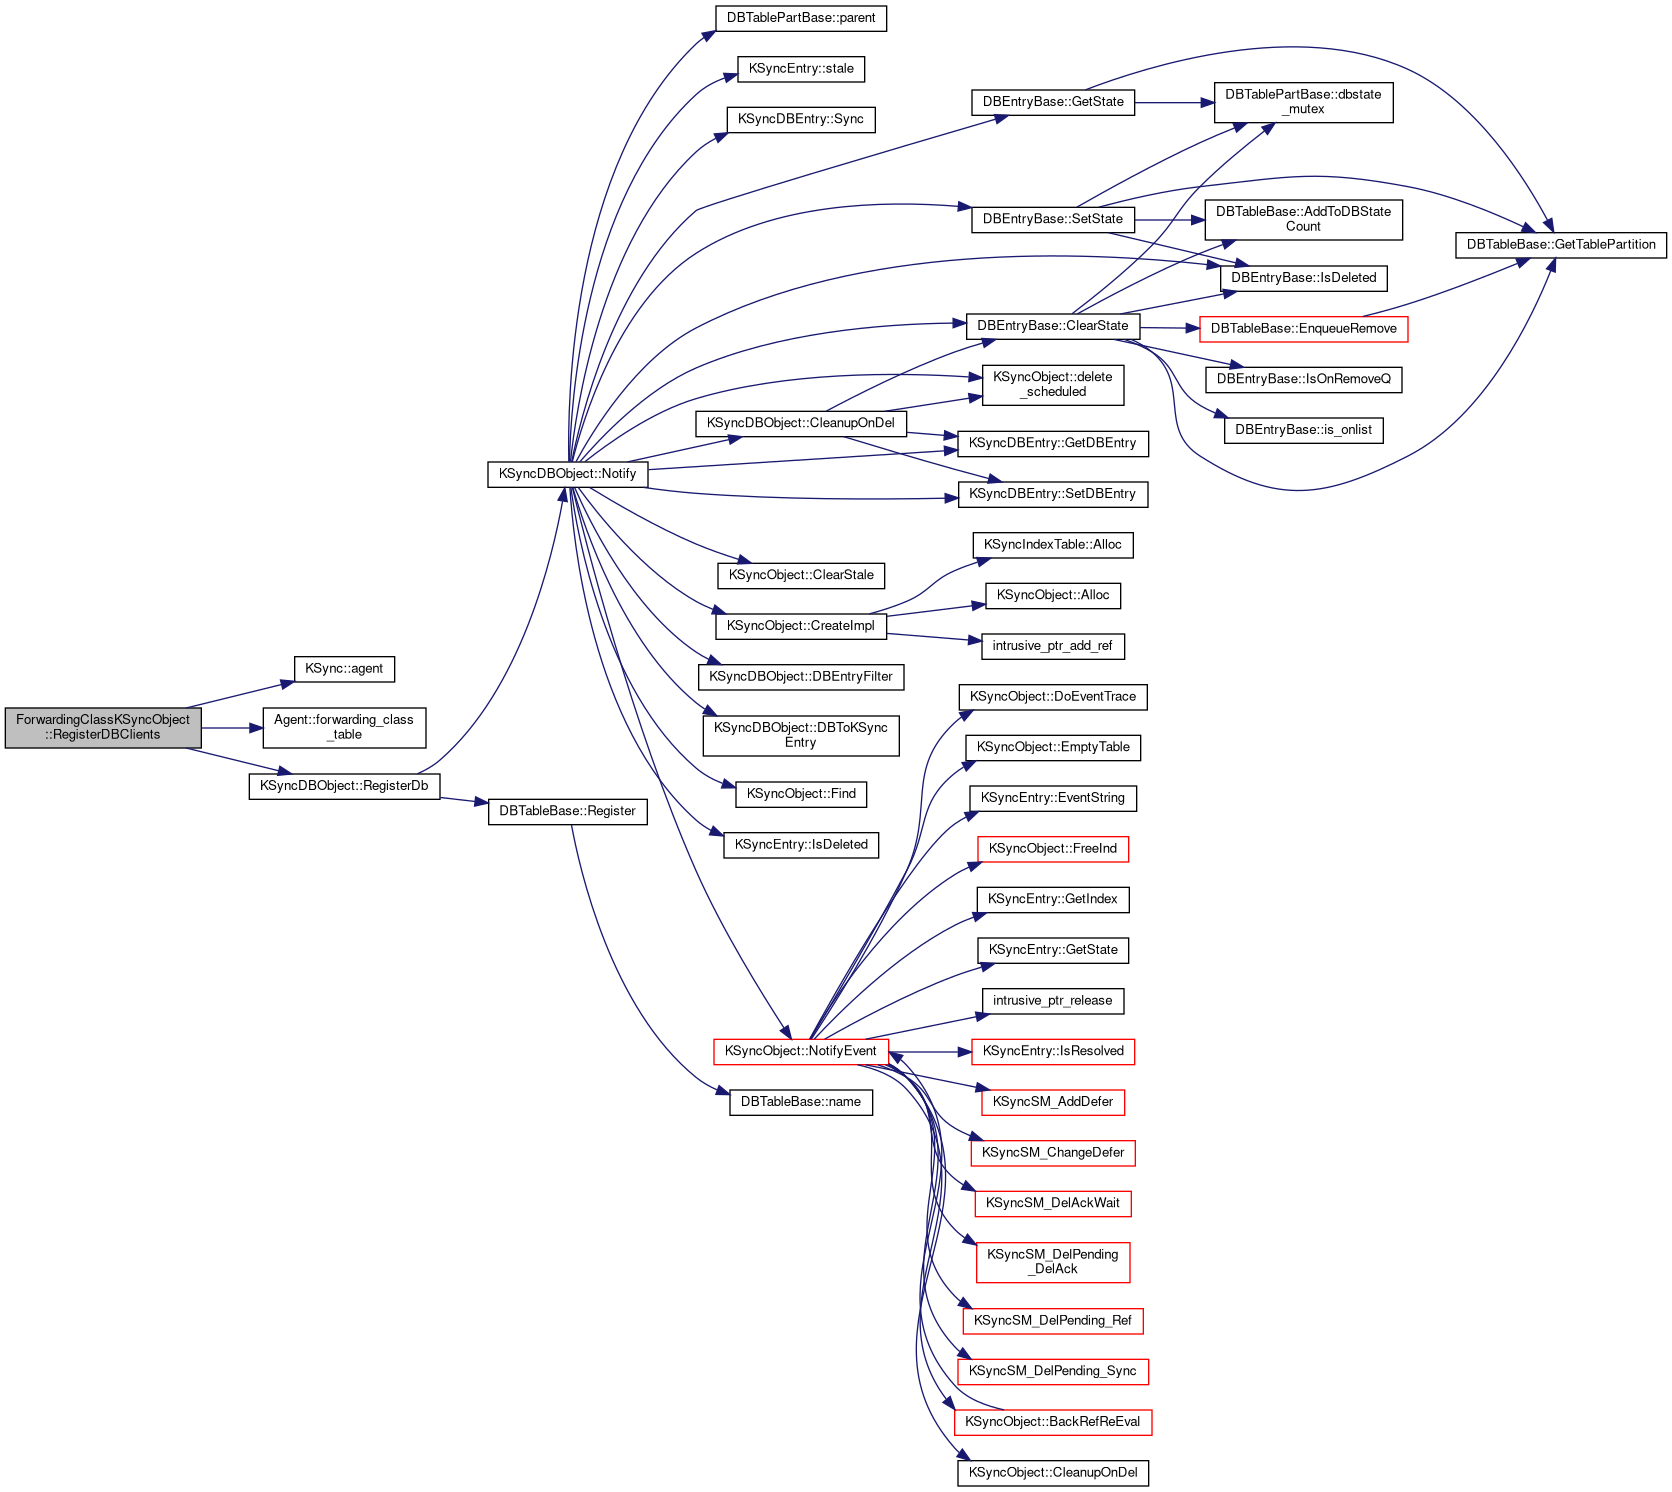 DBTablePartBase::parent
KSyncEntry::stale
KSyncDBEntry::Sync
DBEntryBase::GetState
DBTablePartBase::dbstate
_mutex
DBEntryBase::SetState
DBTableBase::AddToDBState
Count
DBTableBase::GetTablePartition
DBEntryBase::IsDeleted
DBEntryBase::ClearState
DBTableBase::EnqueueRemove
KSyncObject::delete
_scheduled
DBEntryBase::IsOnRemoveQ
KSyncDBObject::CleanupOnDel
DBEntryBase::is_onlist
KSyncDBEntry::GetDBEntry
KSyncDBObject::Notify
KSyncDBEntry::SetDBEntry
KSyncIndexTable::Alloc
KSyncObject::ClearStale
KSyncObject::Alloc
KSyncObject::CreateImpl
intrusive_ptr_add_ref
KSync::agent
KSyncDBObject::DBEntryFilter
KSyncObject::DoEventTrace
ForwardingClassKSyncObject
::RegisterDBClients
Agent::forwarding_class
_table
KSyncDBObject::DBToKSync
Entry
KSyncObject::EmptyTable
KSyncDBObject::RegisterDb
KSyncObject::Find
KSyncEntry::EventString
DBTableBase::Register
KSyncEntry::IsDeleted
KSyncObject::FreeInd
KSyncEntry::GetIndex
KSyncEntry::GetState
intrusive_ptr_release
KSyncObject::NotifyEvent
KSyncEntry::IsResolved
DBTableBase::name
KSyncSM_AddDefer
KSyncSM_ChangeDefer
KSyncSM_DelAckWait
KSyncSM_DelPending
_DelAck
KSyncSM_DelPending_Ref
KSyncSM_DelPending_Sync
KSyncObject::BackRefReEval
KSyncObject::CleanupOnDel